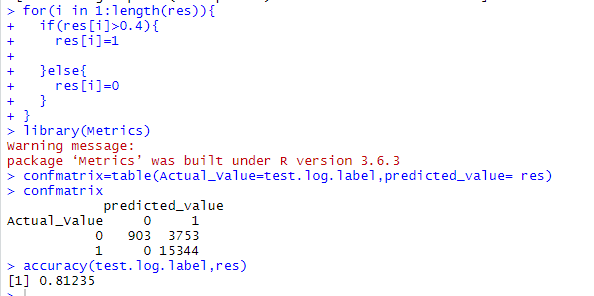 > for(i in 1:length(res)){
+   if(res[i]>0.4){
+     res[i]=1
+
+   }else{
+     res[i]=0
+   }
+ }
> library(Metrics)
Warning message:
package ‘Metrics’ was built under R version 3.6.3
> confmatrix=table(Actual_Value=test.log.label,predicted_value= res)
> confmatrix
            predicted_value
Actual_Value     0     1
           0   903  3753
           1     0 15344
> accuracy(test.log.label,res)
[1] 0.81235
>